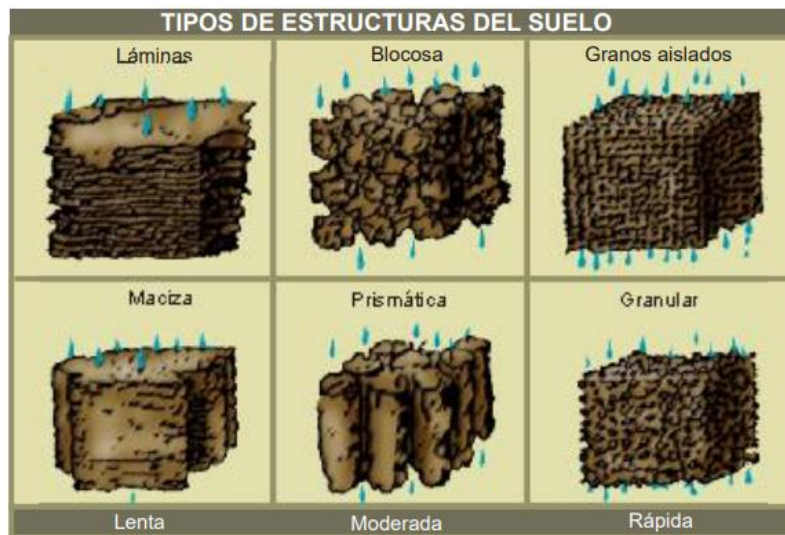 TIPOS DE ESTRUCTURAS DEL SUELO
Láminas Blocosa Granos aislados
Maciza Prismática Granular
Lenta Moderada Rápida